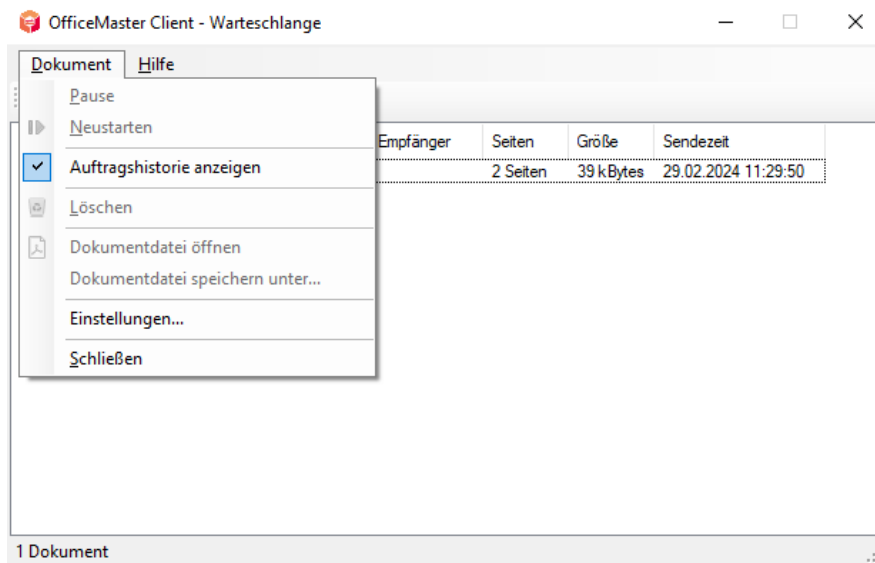 OfficeMaster Client - Warteschlange
Dokument Hilfe
Pause
Neustarten
Auftragshistorie anzeigen
Löschen
Dokumentdatei öffnen
Dokumentdatei speichern unter...
Einstellungen...
Schließen
Empfänger Seiten Größe Sendezeit
2 Seiten 39 kBytes 29.02.2024 11:29:50
1 Dokument